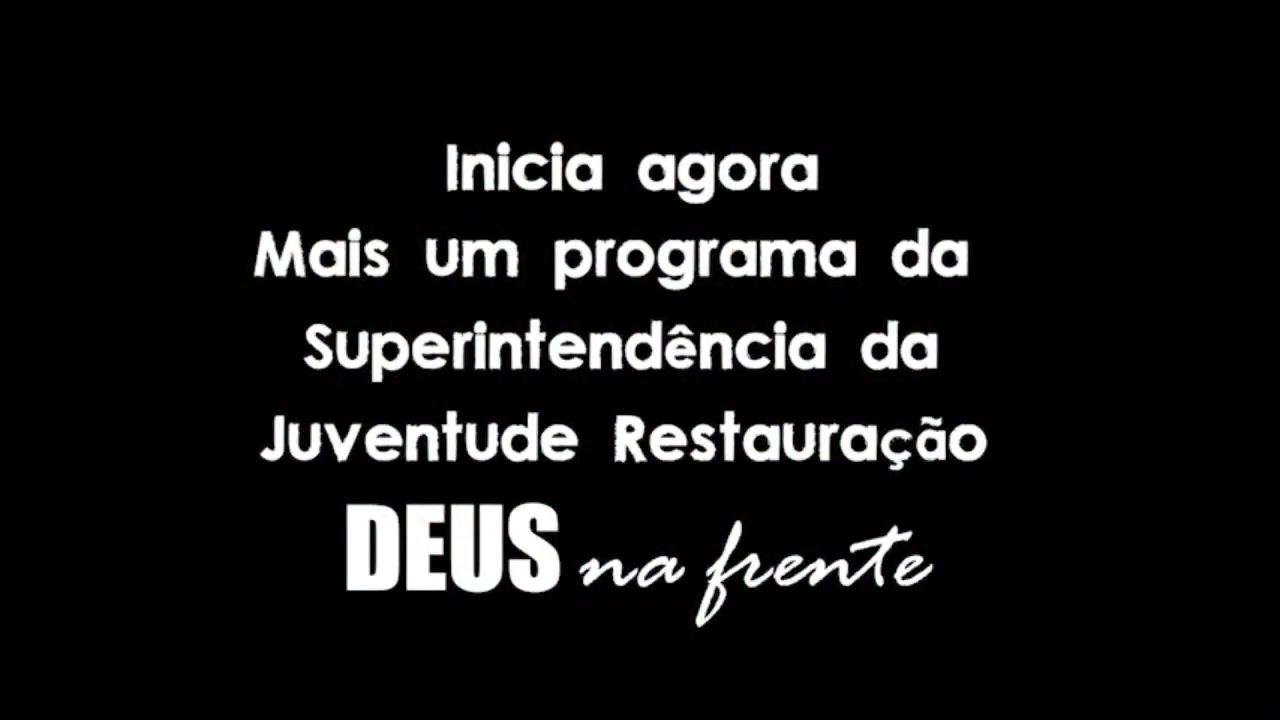 Inicia agora
Mais um programa da
Superintendência da
Juventude Restauração
DEUS na frente